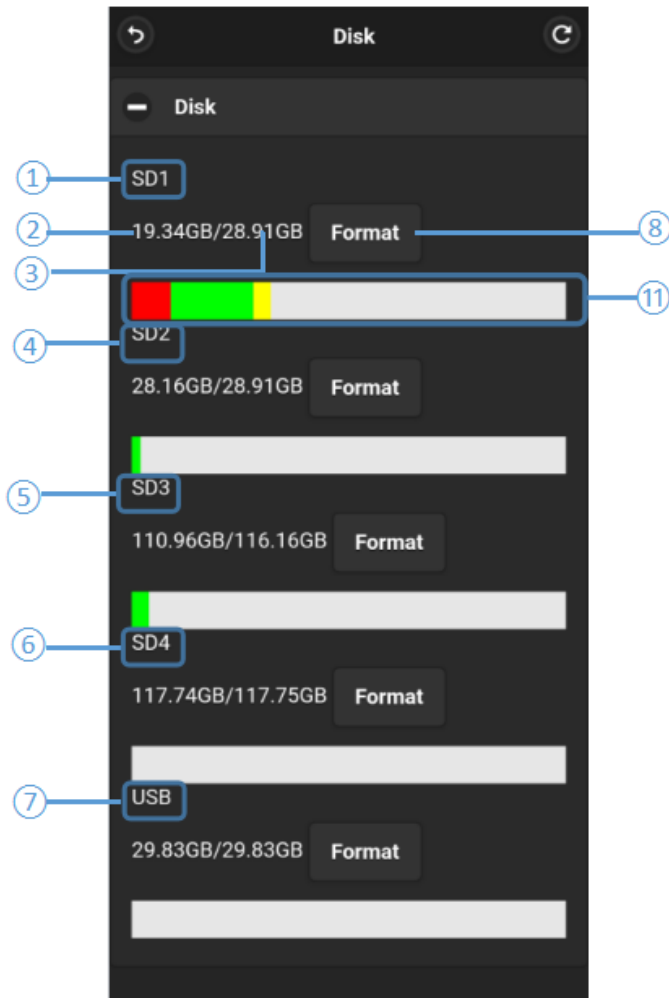 Disk
Disk
① SD1
② 19.34GB/28.91GB Format ⑧
③
⑪
④ SD2
28.16GB/28.91GB Format
⑤ SD3
110.96GB/116.16GB Format
⑥ SD4
117.74GB/117.75GB Format
⑦ USB
29.83GB/29.83GB Format